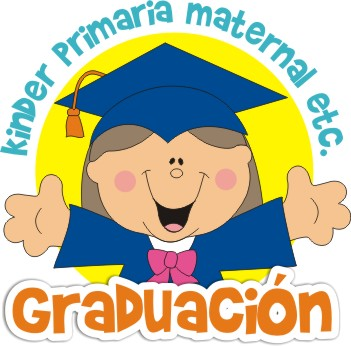 Kinder Primaria maternal etc.
Graduación